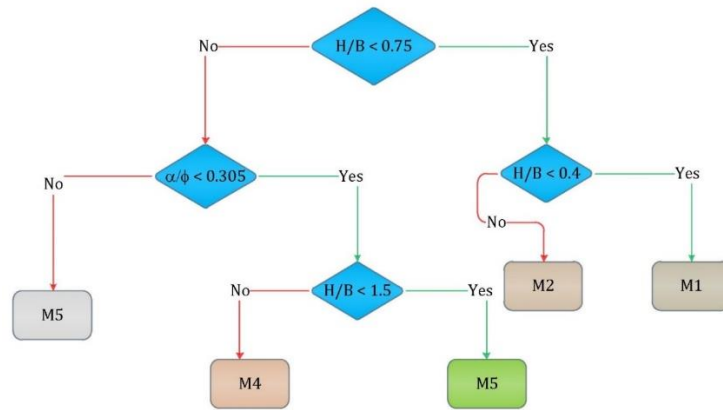 No
H/B < 0.75
Yes
No
α/ϕ < 0.305
Yes
H/B < 0.4
Yes
No
No
H/B < 1.5
Yes
M5
M2
M1
M4
M5